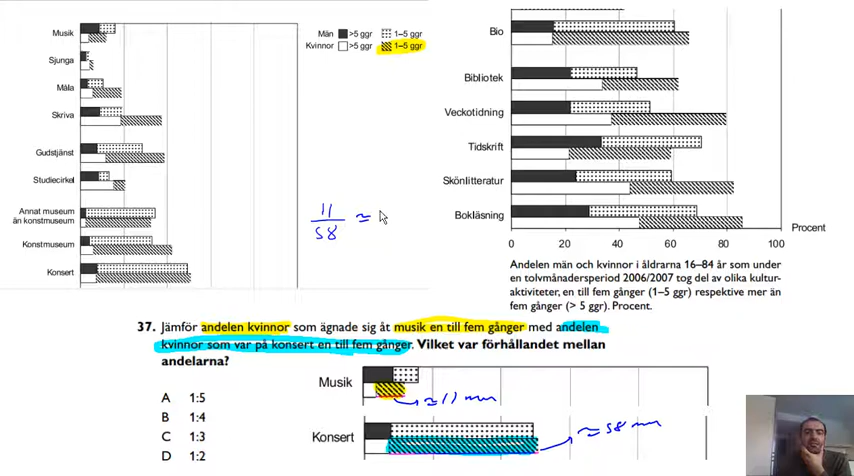 Män >5 ggr 1–5 ggr
Kvinnor >5 ggr 1–5 ggr
Musik
Sjunga
Måla
Skriva
Gudstjänst
Studiecirkel
Annat museum
än konstmuseum
Konstmuseum
Konsert
Bio
Bibliotek
Veckotidning
Tidskrift
Skönlitteratur
Bokläsning
Procent
0 20 40 60 80 100
Andelen män och kvinnor i åldrarna 16–84 år som under
en tolvmånadersperiod 2006/2007 tog del av olika kultur-
aktiviteter, en till fem gånger (1–5 ggr) respektive mer än
fem gånger (> 5 ggr). Procent.
11
58
≈
37. Jämför andelen kvinnor som ägnade sig åt musik en till fem gånger med andelen
kvinnor som var på konsert en till fem gånger. Vilket var förhållandet mellan
andelarna?
A 1:5
B 1:4
C 1:3
D 1:2
Musik
≈ 11 mm
Konsert
≈ 58 mm